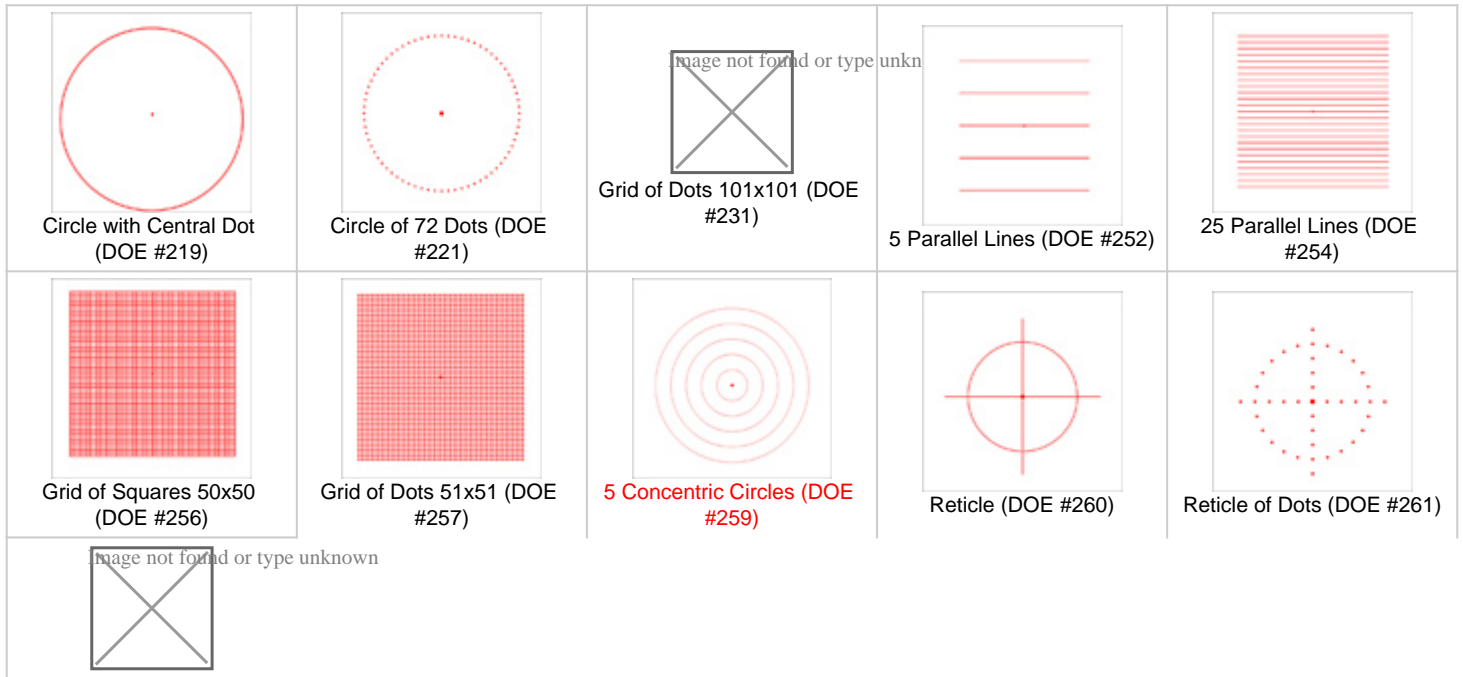 Image not found or type unkn
Circle with Central Dot
(DOE #219)
Circle of 72 Dots (DOE
#221)
Grid of Dots 101x101 (DOE
#231)
5 Parallel Lines (DOE #252)
25 Parallel Lines (DOE
#254)
Grid of Squares 50x50
(DOE #256)
Grid of Dots 51x51 (DOE
#257)
5 Concentric Circles (DOE
#259)
Reticle (DOE #260)
Reticle of Dots (DOE #261)
Image not found or type unknown